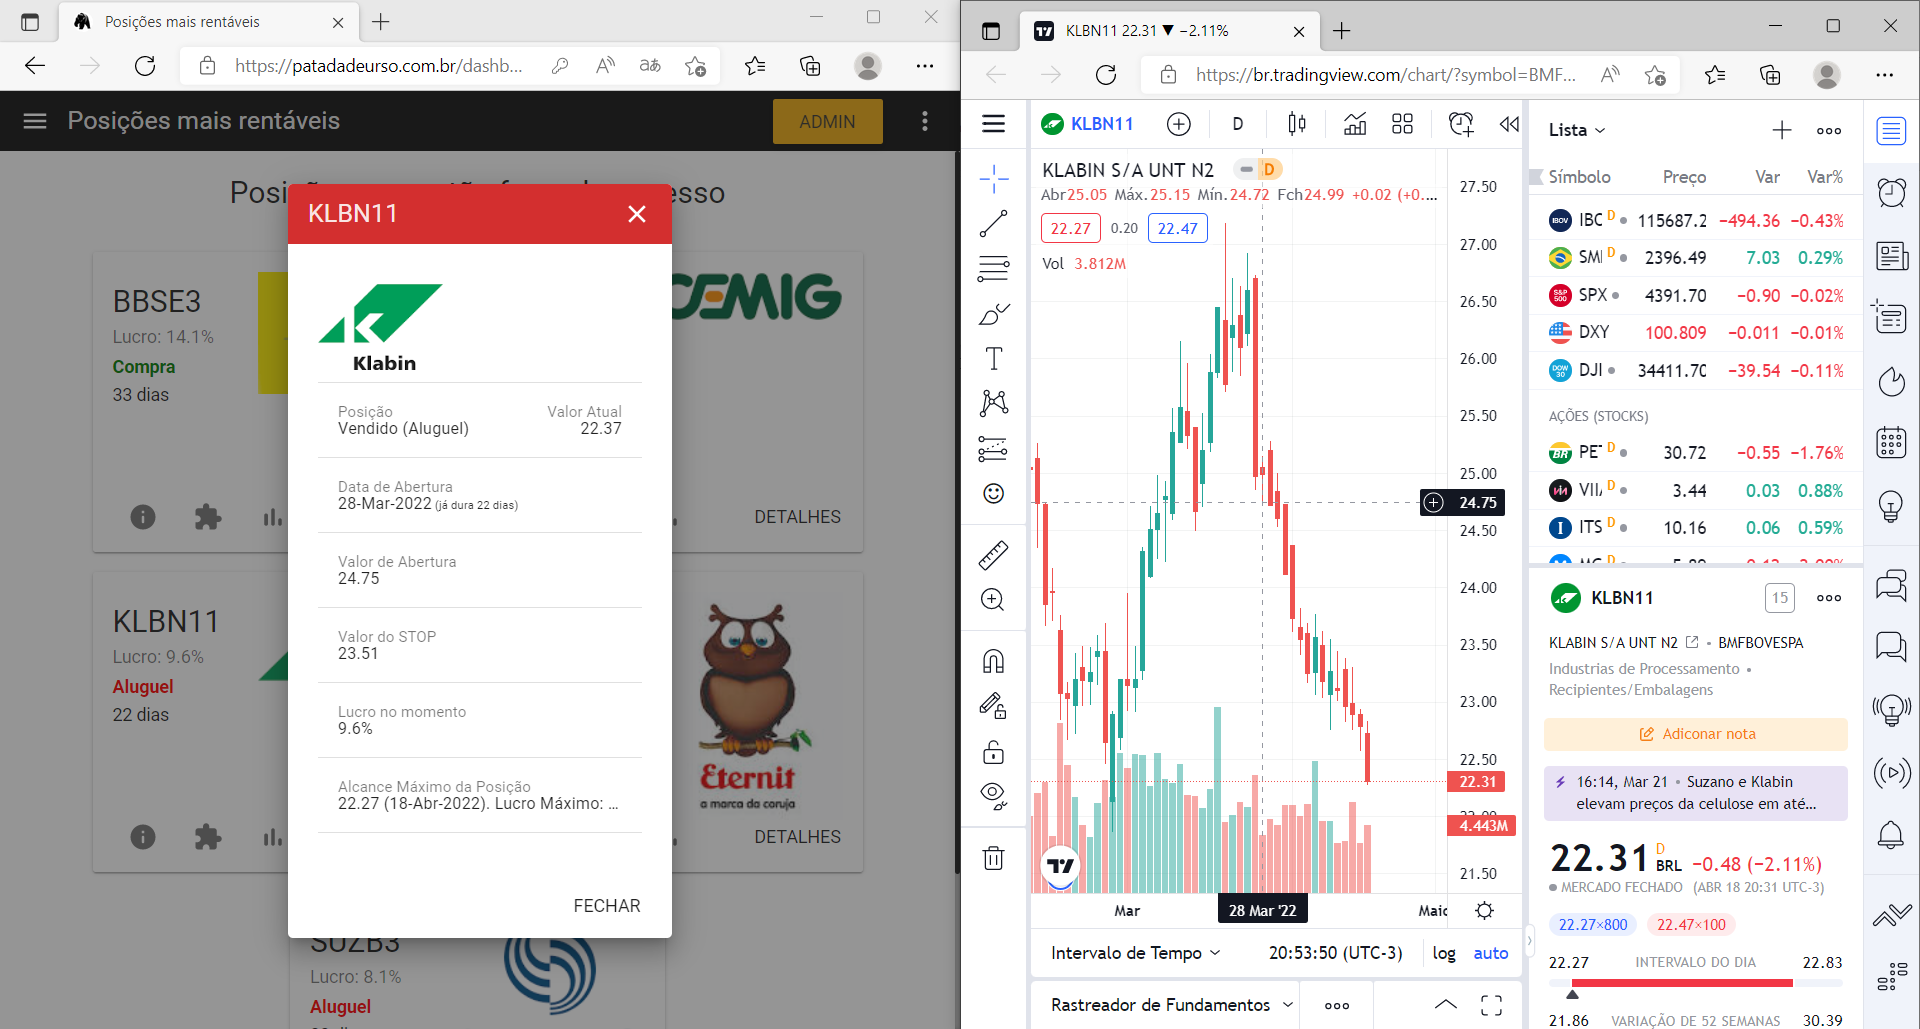 Posições mais rentáveis
https://patadadeurso.com.br/dashb...
Posições mais rentáveis
ADMIN
esso
BBSE3
Lucro: 14.1%
Compra
33 dias
CEMIG
DETALHES
KLBN11
Lucro: 9.6%
Aluguel
22 dias
Eternit
a marca da coruja
DETALHES
SUZB3
Lucro: 8.1%
Aluguel
KLBN11
Klabin
Posição
Vendido (Aluguel)
Valor Atual
22.37
Data de Abertura
28-Mar-2022 (já dura 22 dias)
Valor de Abertura
24.75
Valor do STOP
23.51
Lucro no momento
9.6%
Alcance Máximo da Posição
22.27 (18-Abr-2022). Lucro Máximo: ...
FECHAR
KLBN11 22.31 ▼ −2.11%
https://br.tradingview.com/chart/?symbol=BMF...
KLBN11
D
KLABIN S/A UNT N2
D
Abr25.05 Máx.25.15 Mín.24.72 Fch24.99 +0.02 (+0....
22.27
0.20
22.47
Vol 3.812M
27.50
27.00
26.50
26.00
25.50
25.00
24.75
24.50
24.00
23.50
23.00
22.50
22.31
22.00
4.443M
21.50
Mar
28 Mar '22
Maio
Intervalo de Tempo
20:53:50 (UTC-3)
log
auto
Rastreador de Fundamentos
Lista
Símbolo Preço Var Var%
IBOV IBO D 115687.2 −494.36 −0.43%
SMI D 2396.49 7.03 0.29%
S&P 500 SPX 4391.70 −0.90 −0.02%
DXY 100.809 −0.011 −0.01%
DOW 30 DJI 34411.70 −39.54 −0.11%
AÇÕES (STOCKS)
BR PET D 30.72 −0.55 −1.76%
VIIA D 3.44 0.03 0.88%
ITS D 10.16 0.06 0.59%
KLBN11
15
KLABIN S/A UNT N2 • BMFBOVESPA
Industrias de Processamento •
Recipientes/Embalagens
Adiconar nota
16:14, Mar 21 • Suzano e Klabin
elevam preços da celulose em até...
22.31 D BRL −0.48 (−2.11%)
MERCADO FECHADO (ABR 18 20:31 UTC-3)
22.27×800
22.47×100
22.27 INTERVALO DO DIA 22.83
21.86 VARIAÇÃO DE 52 SEMANAS 30.39